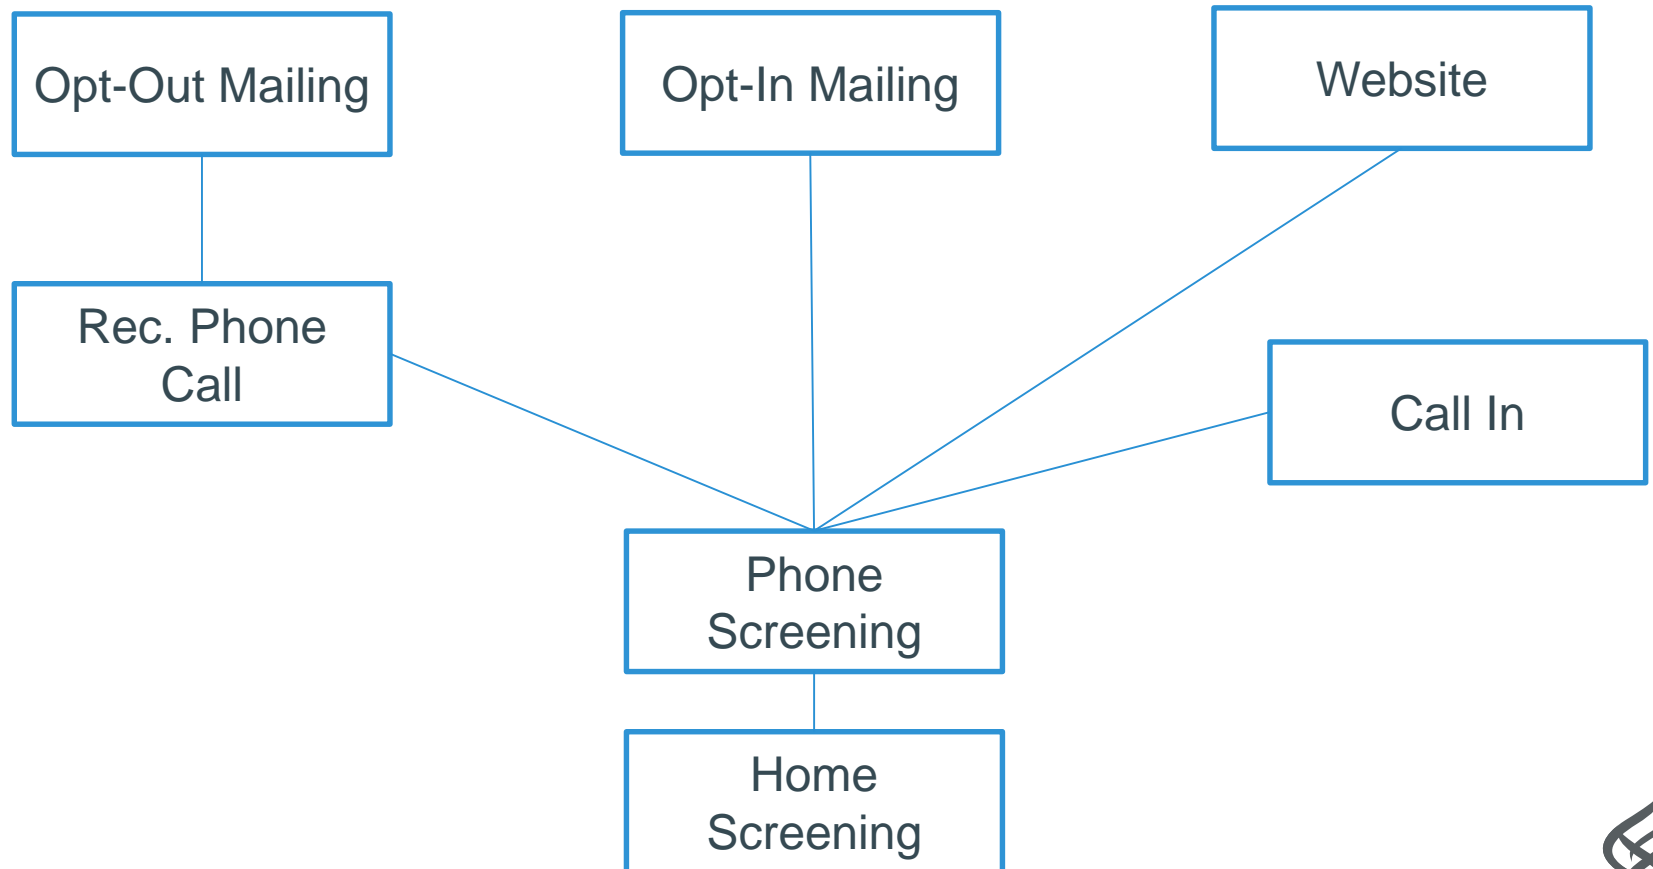 Opt-Out Mailing
Opt-In Mailing
Website
Rec. Phone
Call
Call In
Phone
Screening
Home
Screening